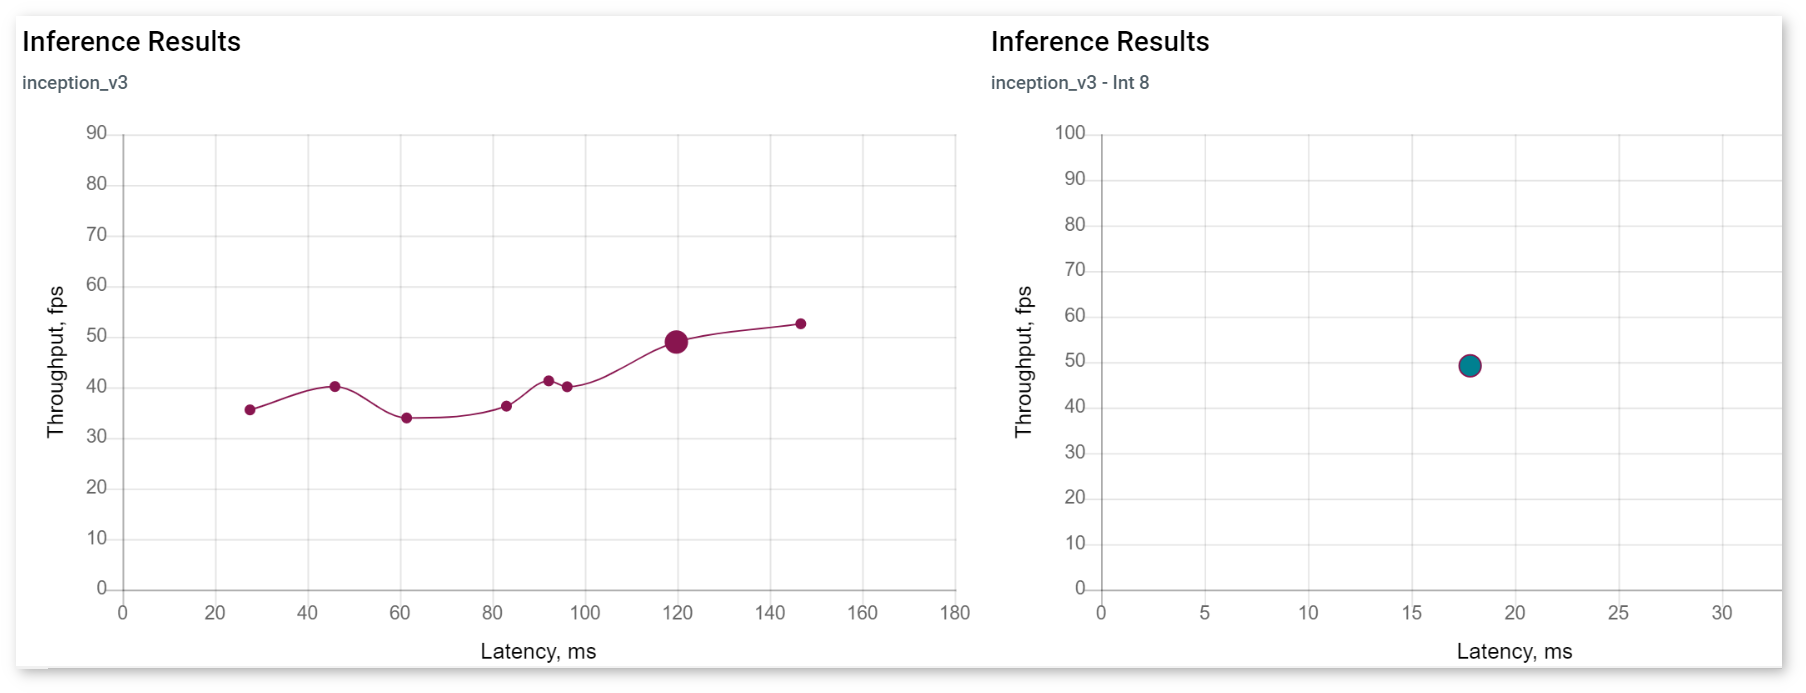 Inference Results
inception_v3
90
80
70
60
50
40
30
20
10
0
Throughput, fps
0 20 40 60 80 100 120 140 160 180
Latency, ms
Inference Results
inception_v3 - Int 8
100
90
80
70
60
50
40
30
20
10
0
Throughput, fps
0 5 10 15 20 25 30
Latency, ms